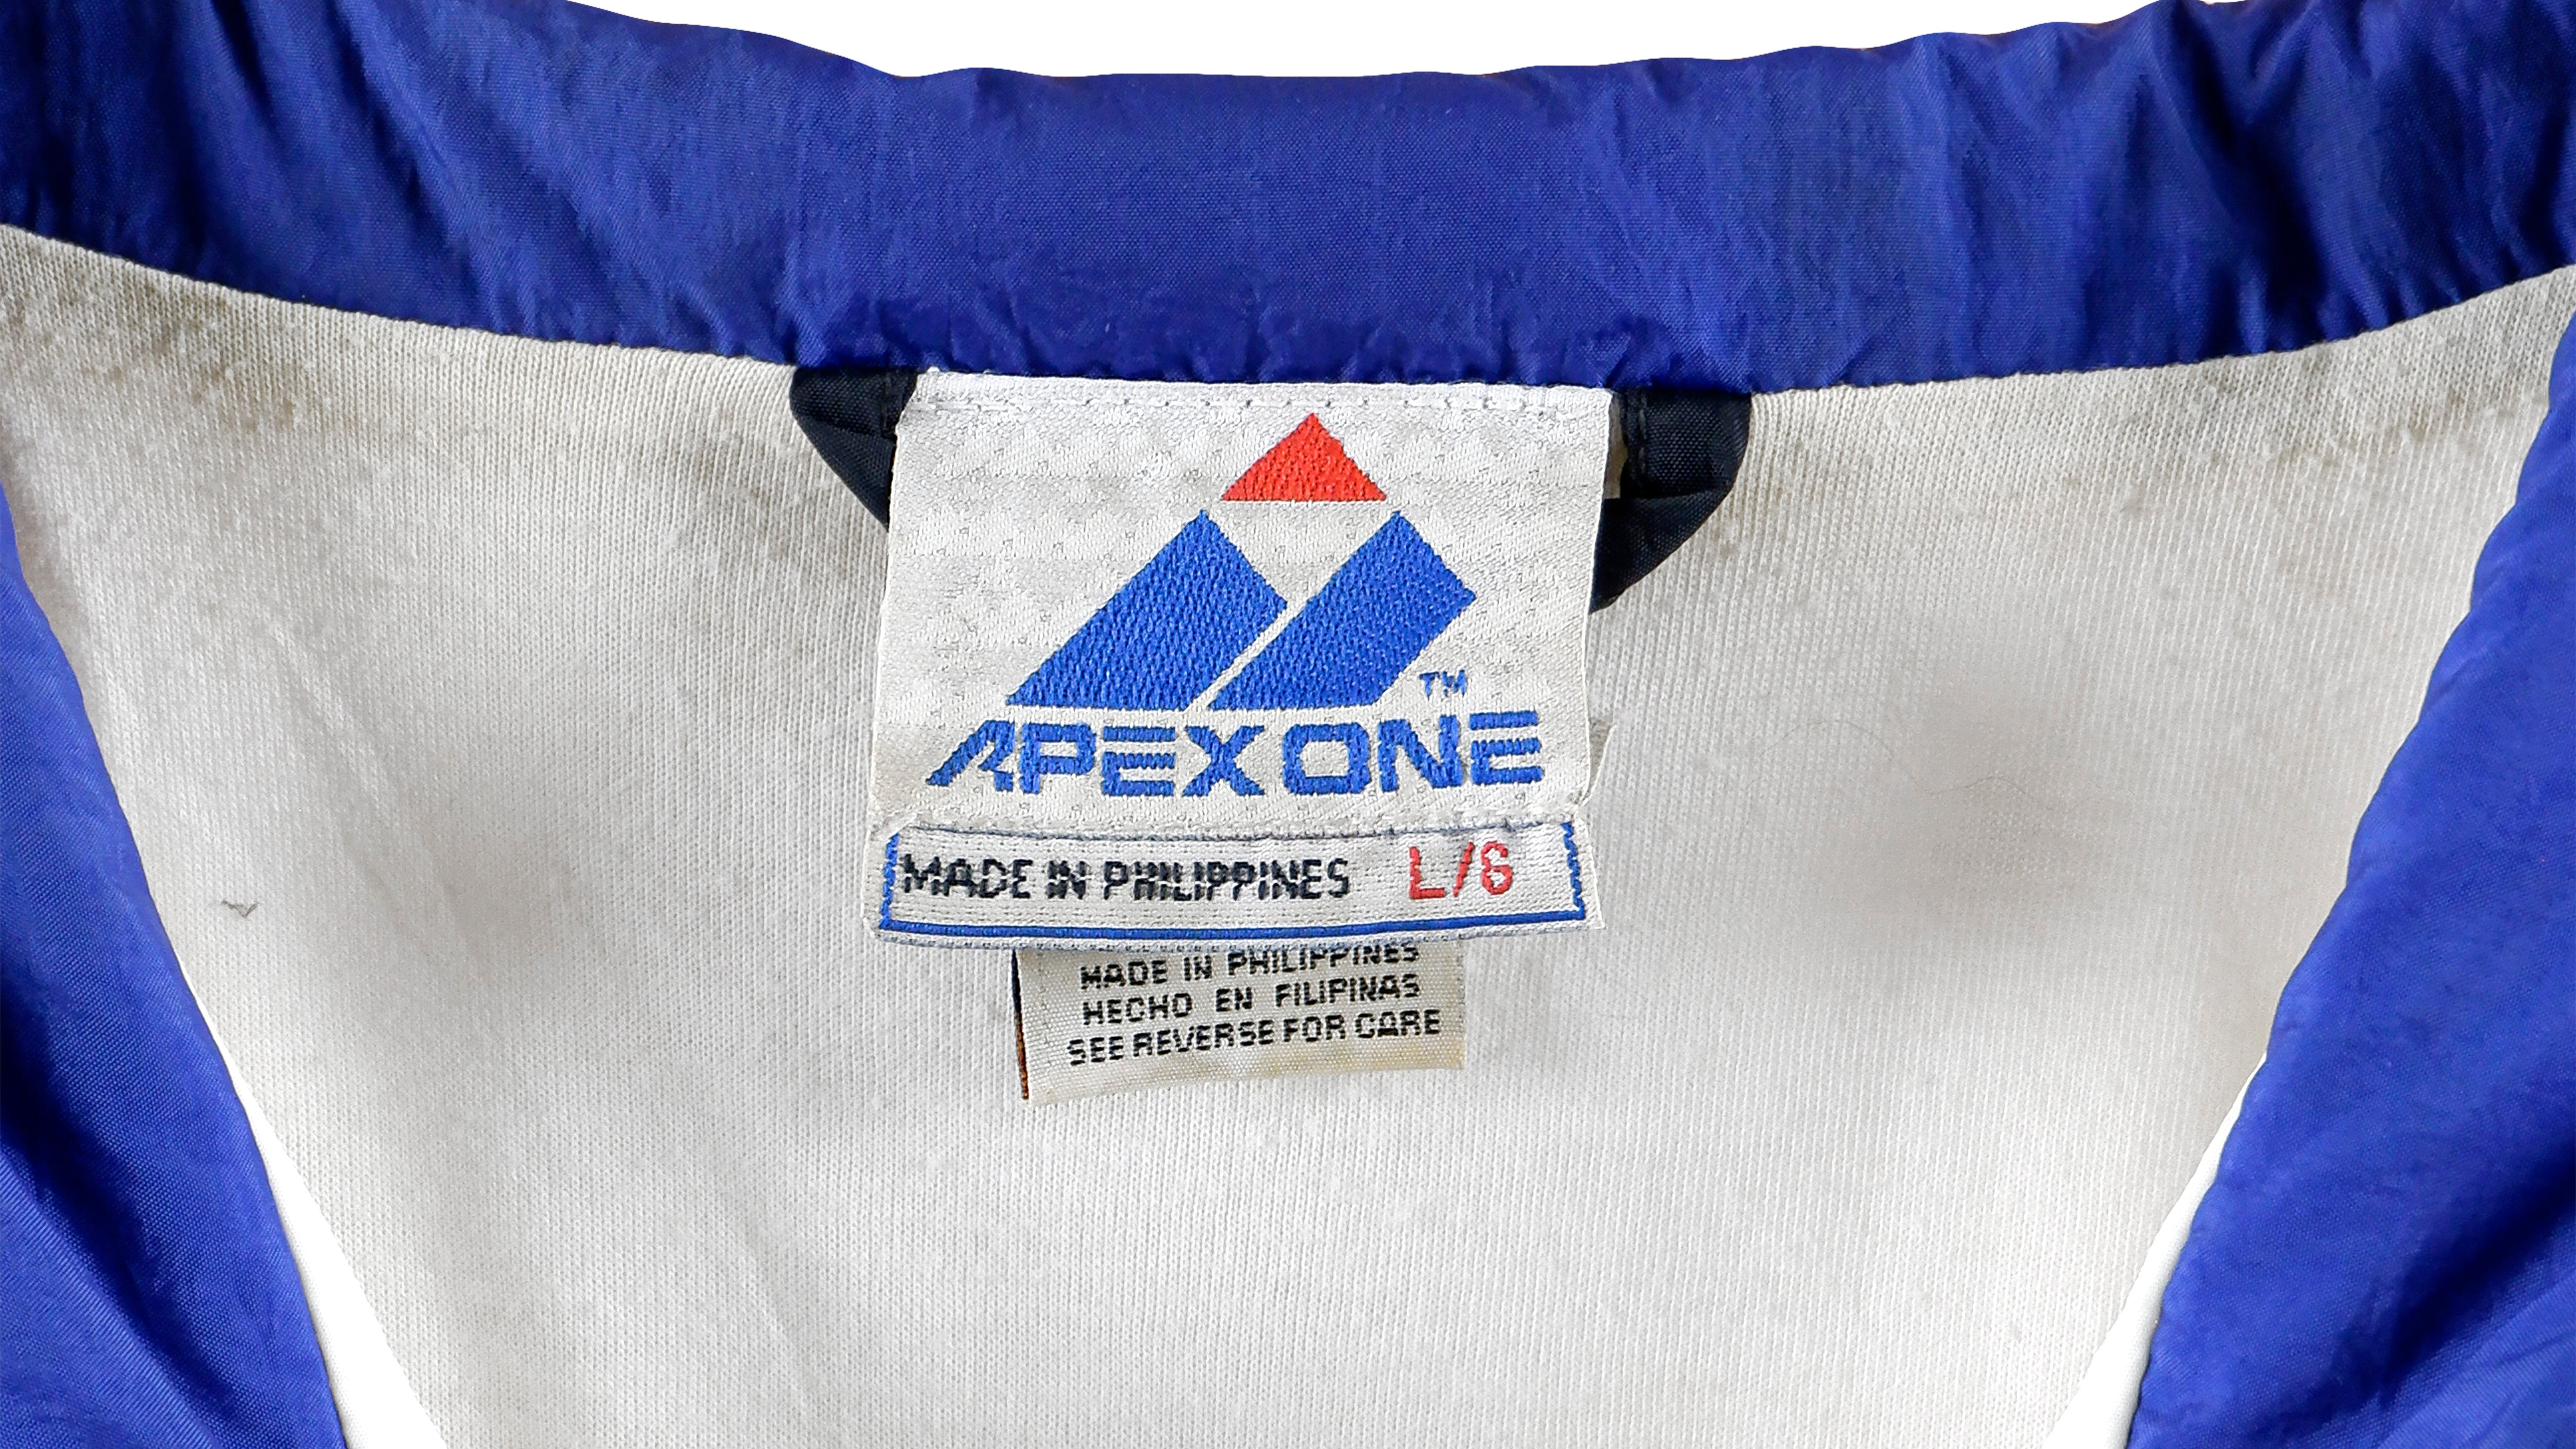 TM
APEX ONE
MADE IN PHILIPPINES L/G
MADE IN PHILIPPINES
HECHO EN FILIPINAS
SEE REVERSE FOR CARE